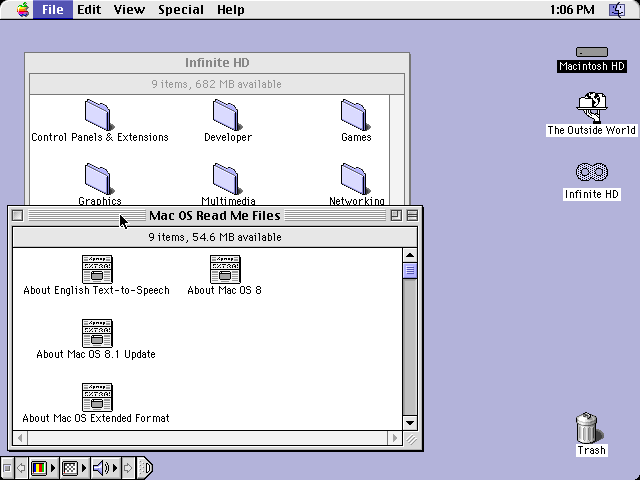 File Edit View Special Help 1:06 PM
Infinite HD
9 items, 682 MB available
Control Panels & Extensions
Developer
Games
Graphics
Multimedia
Networking
Mac OS Read Me Files
9 items, 54.6 MB available
About English Text-to-Speech
About Mac OS 8
About Mac OS 8.1 Update
About Mac OS Extended Format
Macintosh HD
The Outside World
Infinite HD
Trash